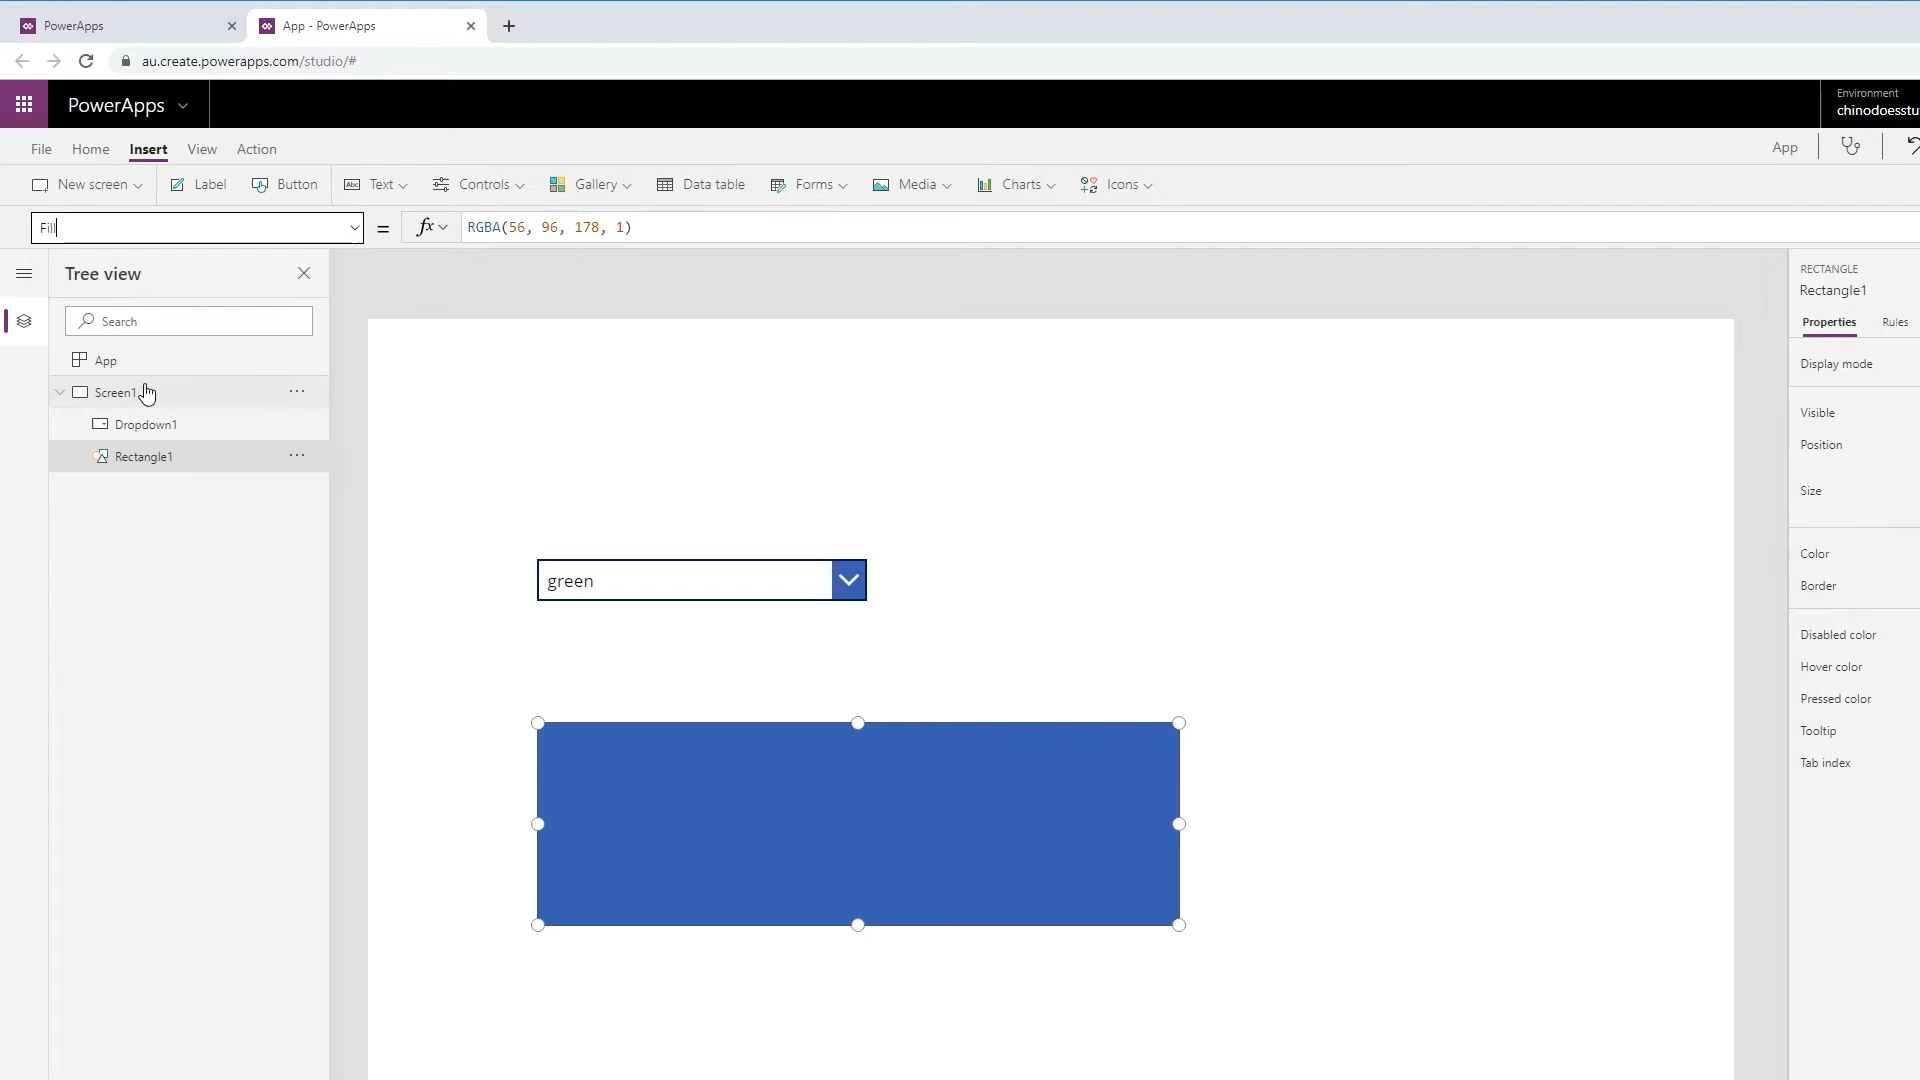 PowerApps
App - PowerApps
au.create.powerapps.com/studio/#
PowerApps
Environment
chinodoesstu
File Home Insert View Action
App
New screen Label Button Text Controls Gallery Data table Forms Media Charts Icons
Fill = fx RGBA(56, 96, 178, 1)
Tree view
Search
App
Screen1
Dropdown1
Rectangle1
green
RECTANGLE
Rectangle1
Properties Rules
Display mode
Visible
Position
Size
Color
Border
Disabled color
Hover color
Pressed color
Tooltip
Tab index